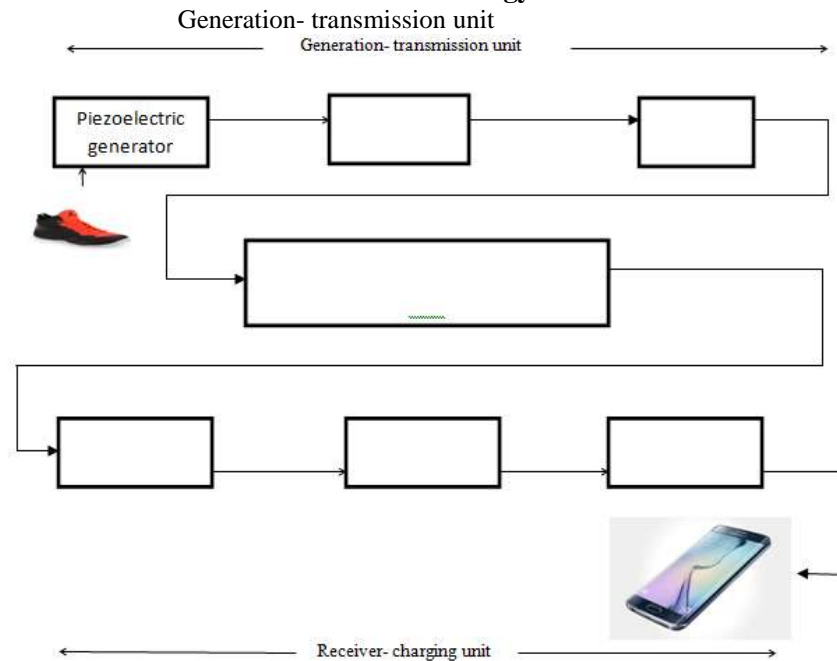 Generation- transmission unit
Generation- transmission unit
Piezoelectric
generator
Receiver- charging unit